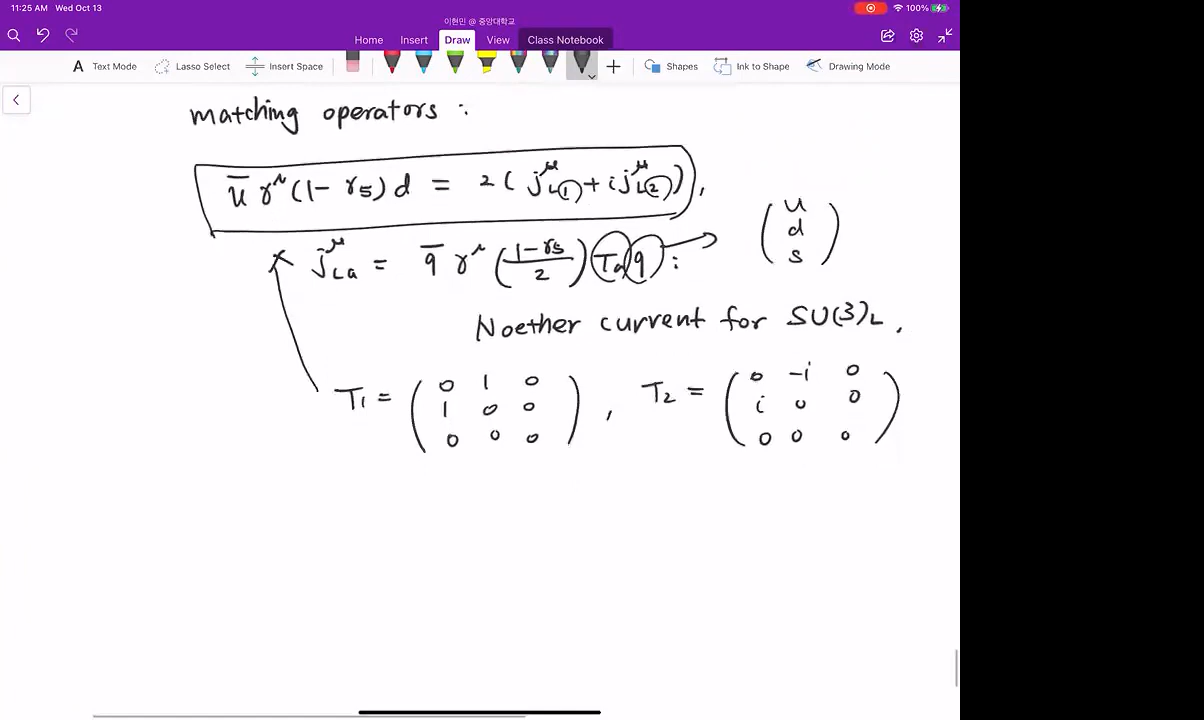 11:25 AM Wed Oct 13 100%
이현민 @ 중앙대학교
Home Insert Draw View Class Notebook
A Text Mode Lasso Select Insert Space Shapes Ink to Shape Drawing Mode
matching operators :
ū γ^μ (1 - γ5) d = 2 ( j^μ_L1 + i j^μ_L2 ) ,
j^μ_La = q̄ γ^μ ( (1-γ5)/2 ) Ta q : → ( u d s )
Noether current for SU(3)_L .
T1 = ( 0 1 0 ; 1 0 0 ; 0 0 0 ) , T2 = ( 0 -i 0 ; i 0 0 ; 0 0 0 )